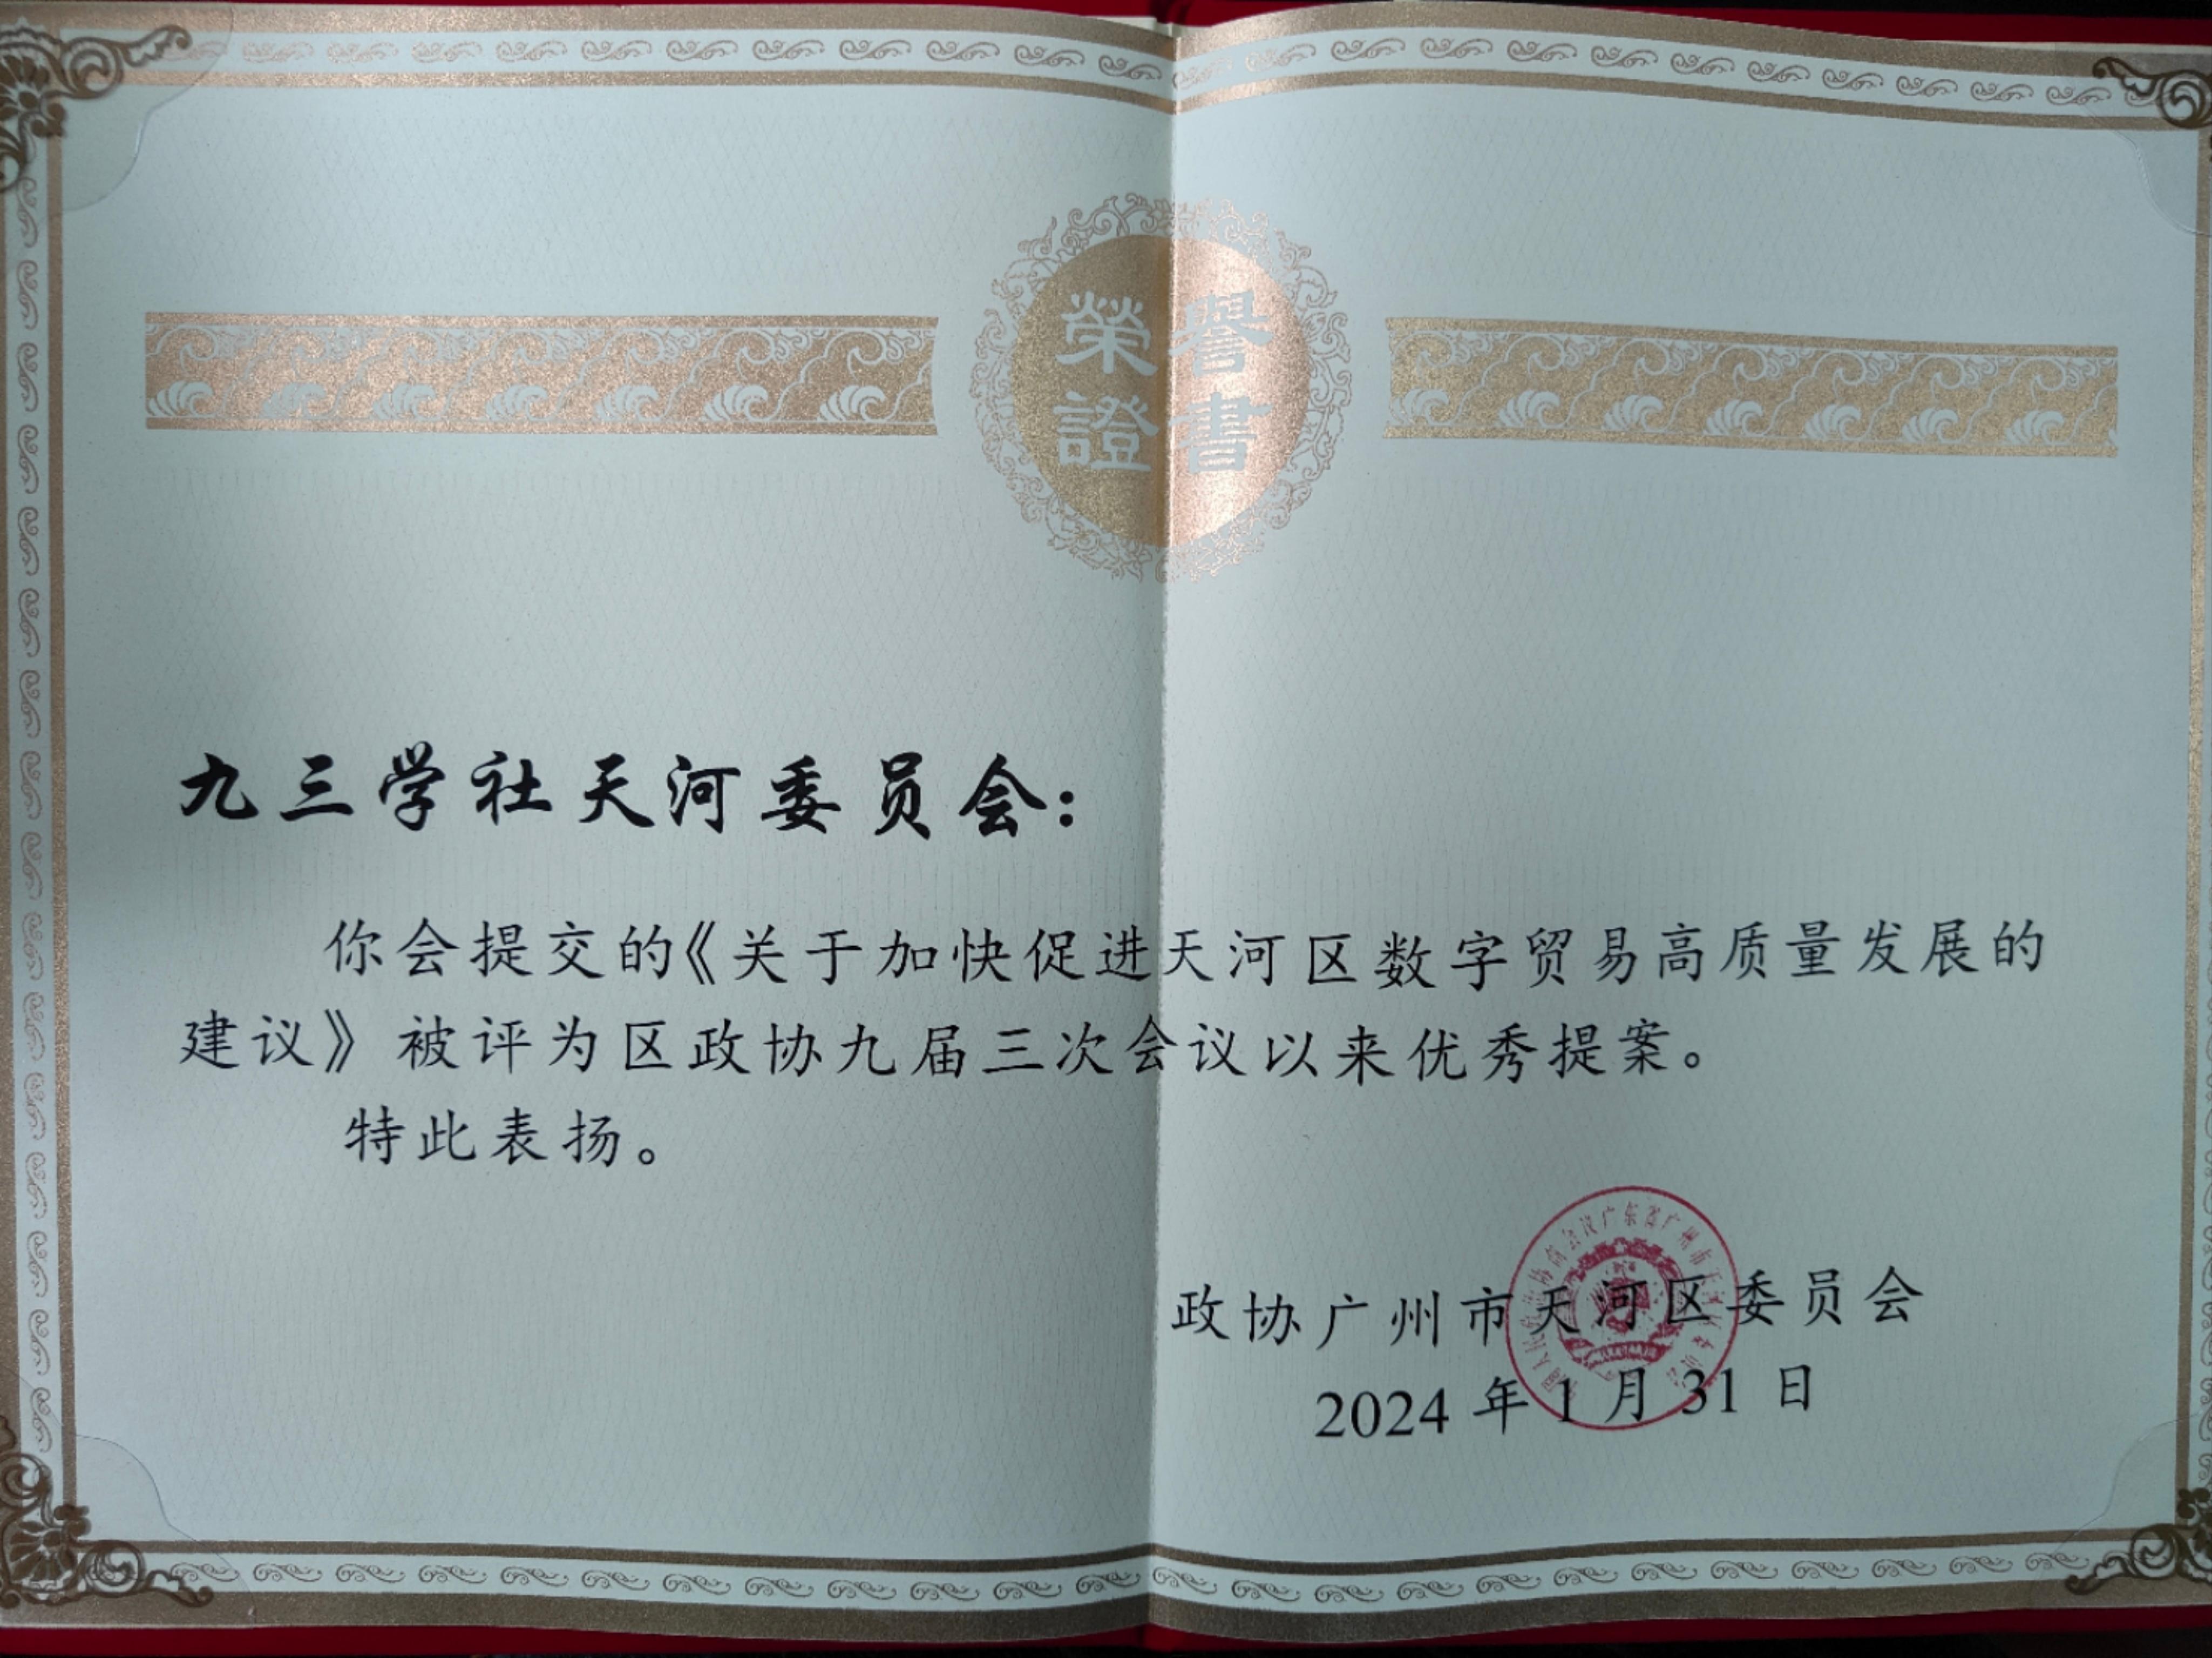 榮譽
證書
九三学社天河委员会：
你会提交的《关于加快促进天河区数字贸易高质量发展的
建议》被评为区政协九届三次会议以来优秀提案。
特此表扬。
政协广州市天河区委员会
2024年1月31日